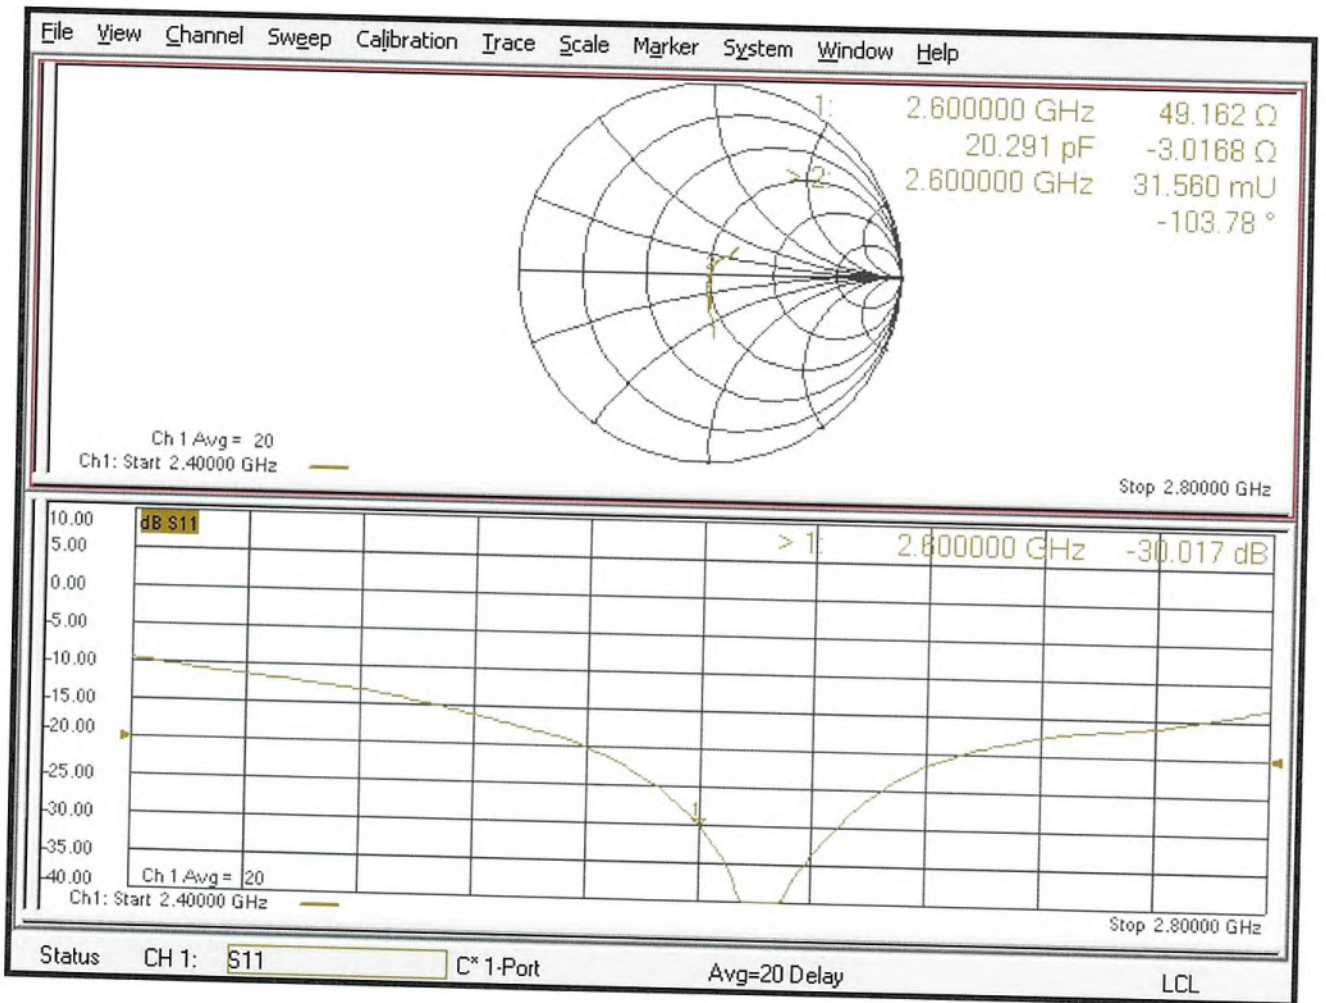 File View Channel Sweep Calibration Trace Scale Marker System Window Help
1: 2.600000 GHz 49.162 Ω
20.291 pF -3.0168 Ω
> 2: 2.600000 GHz 31.560 mU
-103.78 °
Ch 1 Avg = 20
Ch1: Start 2.40000 GHz
Stop 2.80000 GHz
10.00
dB S11
5.00
> 1: 2.600000 GHz -30.017 dB
0.00
-5.00
-10.00
-15.00
-20.00
-25.00
-30.00
1
-35.00
-40.00
Ch 1 Avg = 20
Ch1: Start 2.40000 GHz
Stop 2.80000 GHz
Status CH 1: S11 C* 1-Port Avg=20 Delay LCL